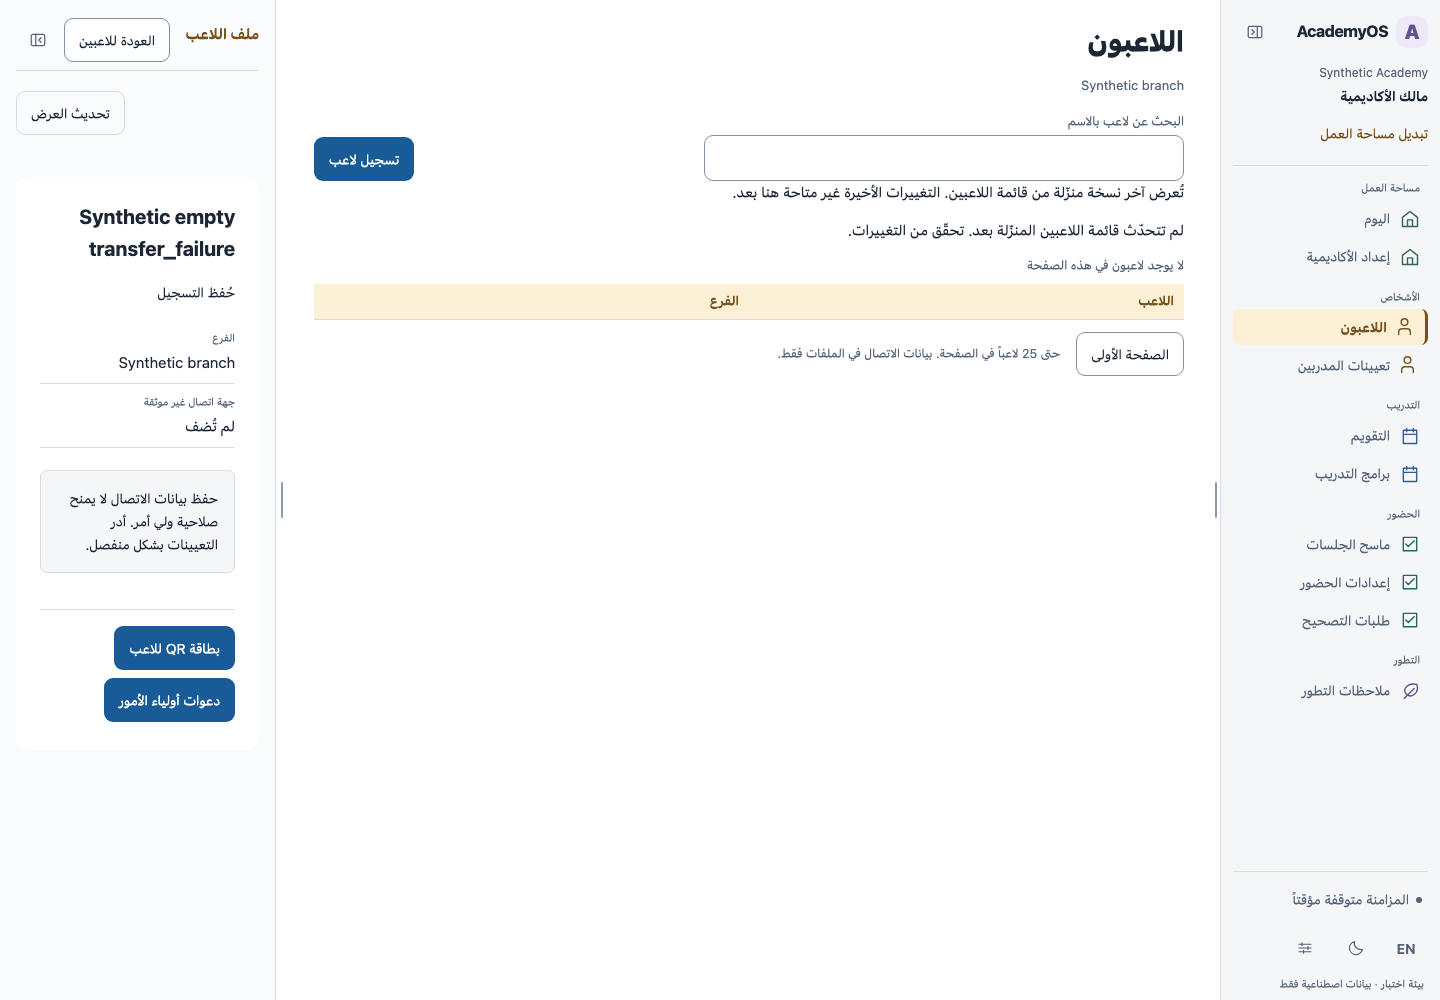 A AcademyOS
Synthetic Academy
مالك الأكاديمية
تبديل مساحة العمل
مساحة العمل
اليوم
إعداد الأكاديمية
الأشخاص
اللاعبون
تعيينات المدربين
التدريب
التقويم
برامج التدريب
الحضور
ماسح الجلسات
إعدادات الحضور
طلبات التصحيح
التطور
ملاحظات التطور
المزامنة متوقفة مؤقتاً
EN
بيئة اختبار · بيانات اصطناعية فقط
اللاعبون
Synthetic branch
البحث عن لاعب بالاسم
تسجيل لاعب
تُعرض آخر نسخة منزّلة من قائمة اللاعبين. التغييرات الأخيرة غير متاحة هنا بعد.
لم تتحدّث قائمة اللاعبين المنزّلة بعد. تحقّق من التغييرات.
لا يوجد لاعبون في هذه الصفحة
اللاعب الفرع
الصفحة الأولى حتى 25 لاعباً في الصفحة. بيانات الاتصال في الملفات فقط.
ملف اللاعب
العودة للاعبين
تحديث العرض
Synthetic empty
transfer_failure
حُفظ التسجيل
الفرع
Synthetic branch
جهة اتصال غير موثقة
لم تُضف
حفظ بيانات الاتصال لا يمنح
صلاحية ولي أمر. أدر
التعيينات بشكل منفصل.
بطاقة QR للاعب
دعوات أولياء الأمور